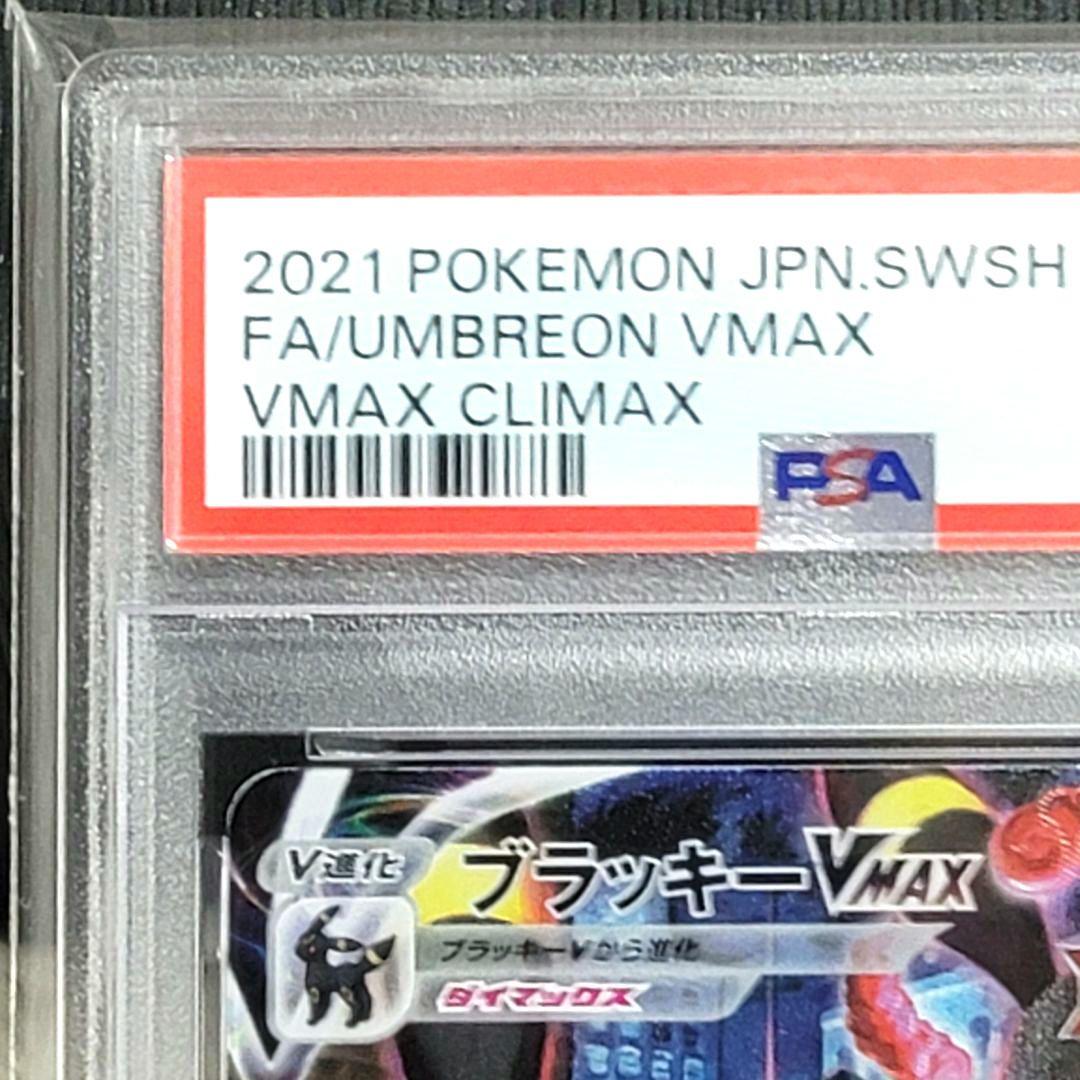 2021 POKEMON JPN.SWSH
FA/UMBREON VMAX
VMAX CLIMAX
PSA
V進化
ブラッキーVMAX
ブラッキーVから進化
ダイマックス